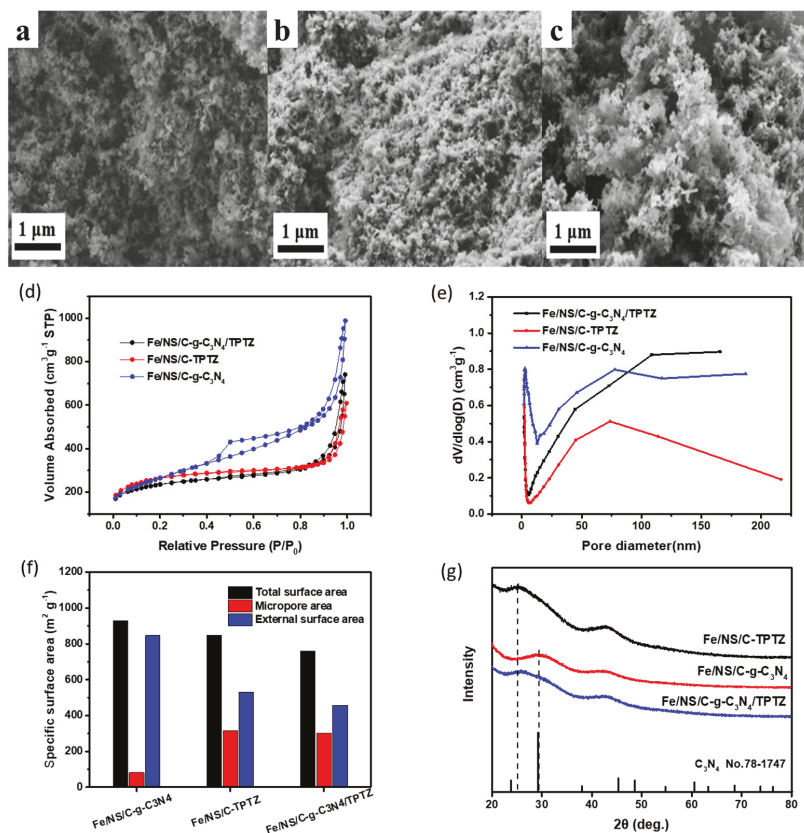 a
b
c
1 μm
1 μm
1 μm
(d)
Fe/NS/C-g-C₃N₄/TPTZ
Fe/NS/C-TPTZ
Fe/NS/C-g-C₃N₄
Volume Absorbed (cm³g⁻¹ STP)
1000
800
600
400
200
0.0 0.2 0.4 0.6 0.8 1.0
Relative Pressure (P/P₀)
(e)
Fe/NS/C-g-C₃N₄/TPTZ
Fe/NS/C-TPTZ
Fe/NS/C-g-C₃N₄
dV/dlog(D) (cm³g⁻¹)
1.2
0.9
0.6
0.4
0.2
0.0
0 50 100 150 200
Pore diameter(nm)
(f)
Total surface area
Micropore area
External surface area
Specific surface area (m² g⁻¹)
1200
1000
800
600
400
200
0
Fe/NS/C-g-C3N4
Fe/NS/C-TPTZ
Fe/NS/C-g-C3N4/TPTZ
(g)
Intensity
Fe/NS/C-TPTZ
Fe/NS/C-g-C₃N₄
Fe/NS/C-g-C₃N₄/TPTZ
C₃N₄ No.78-1747
20 30 40 50 60 70 80
2θ (deg.)